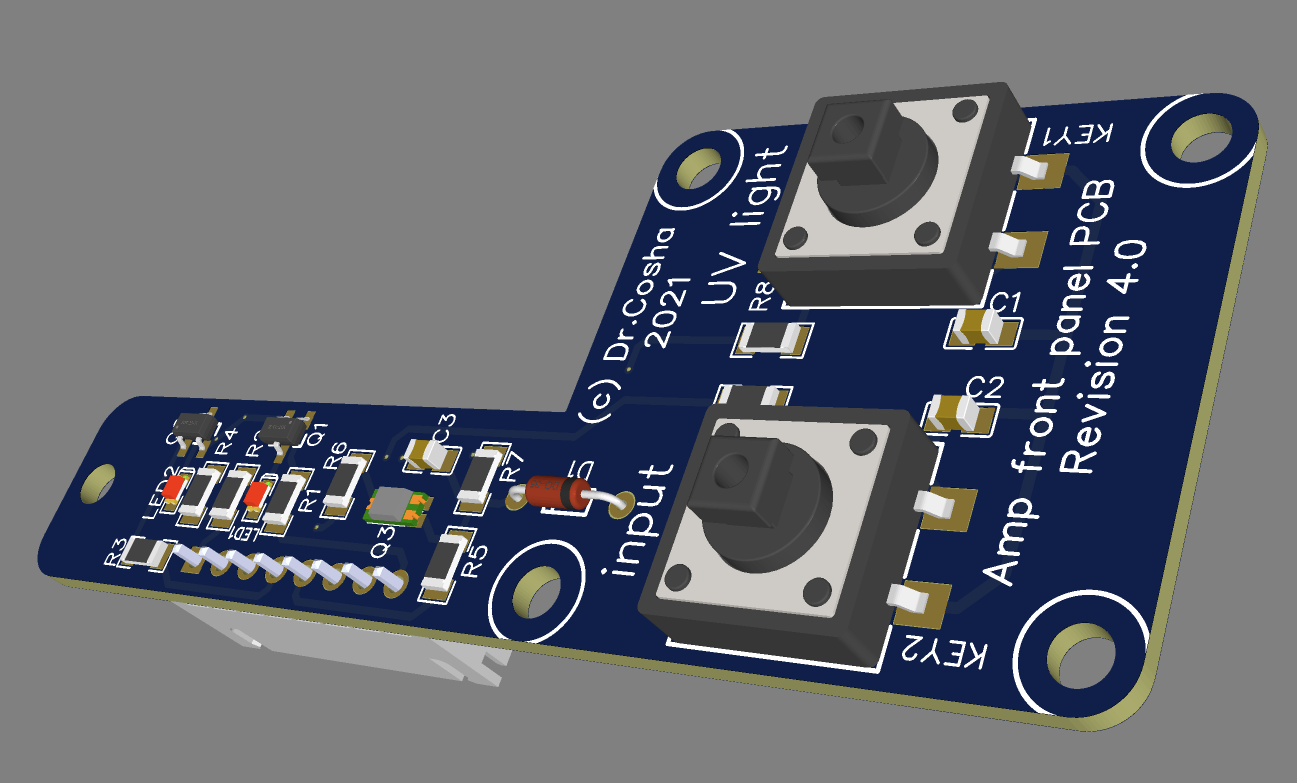 KEY1
UV light
(c) Dr.Cosha
2021
R8
C1
Amp front panel PCB
Revision 4.0
C2
input
KEY2
C3
R7
R6
Q1
R4
LED2
LED1
R1
Q3
R5
R3